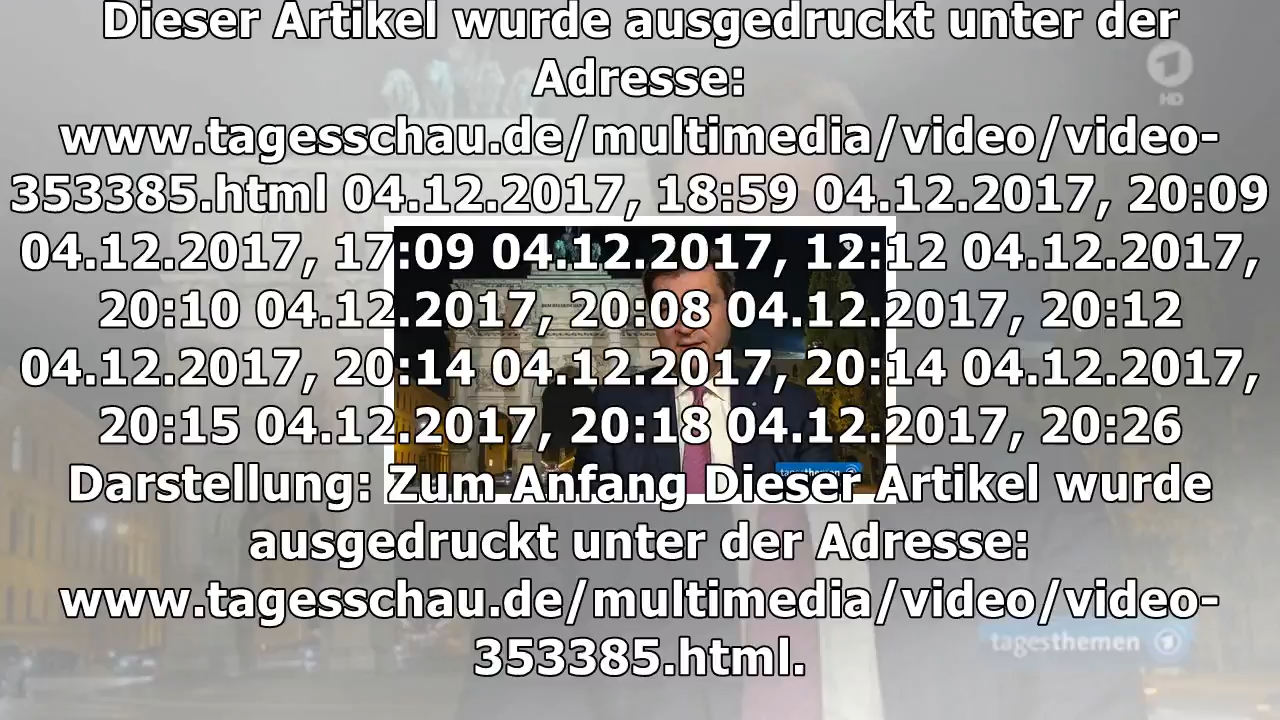 Dieser Artikel wurde ausgedruckt unter der
Adresse:
www.tagesschau.de/multimedia/video/video-
353385.html 04.12.2017, 18:59 04.12.2017, 20:09
04.12.2017, 17:09 04.12.2017, 12:12 04.12.2017,
20:10 04.12.2017, 20:08 04.12.2017, 20:12
04.12.2017, 20:14 04.12.2017, 20:14 04.12.2017,
20:15 04.12.2017, 20:18 04.12.2017, 20:26
Darstellung: Zum Anfang Dieser Artikel wurde
ausgedruckt unter der Adresse:
www.tagesschau.de/multimedia/video/video-
353385.html.
1
HD
tagesthemen
tagesthemen